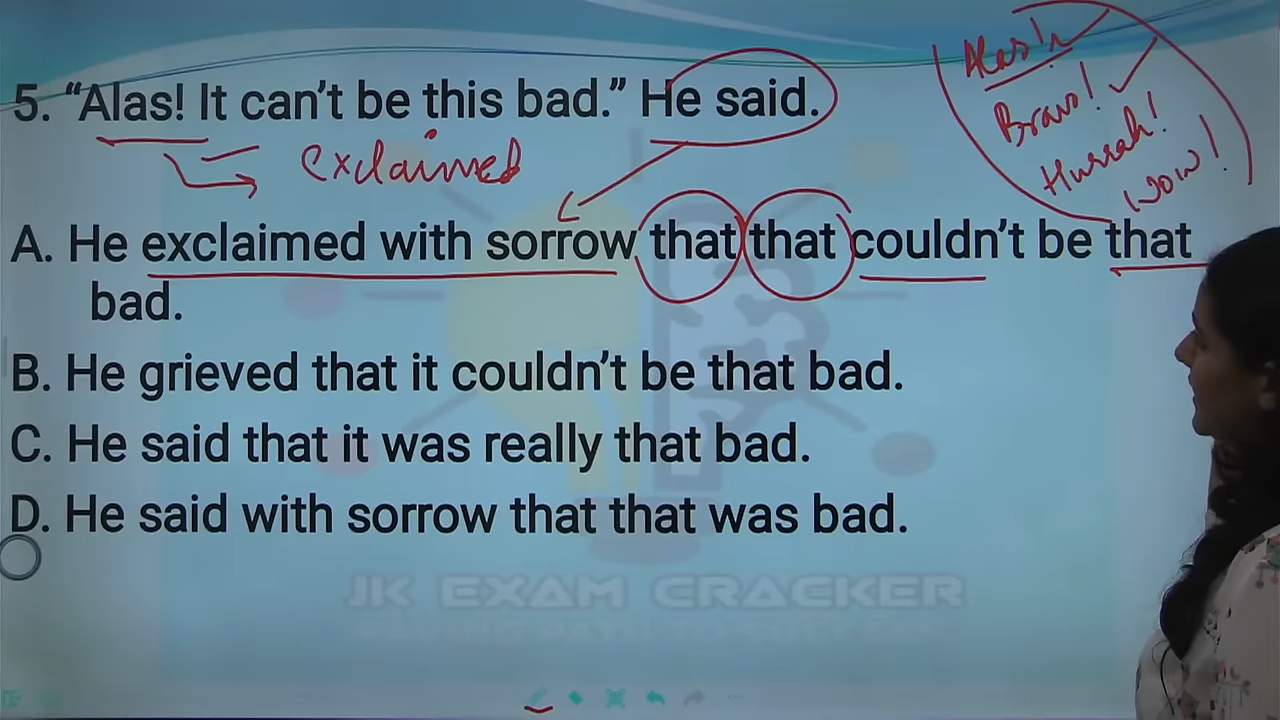 5. “Alas! It can’t be this bad.” He said.
Alas!
Bravo!
Hurrah!
Wow!
exclaimed
A. He exclaimed with sorrow that that couldn’t be that
bad.
B. He grieved that it couldn’t be that bad.
C. He said that it was really that bad.
D. He said with sorrow that that was bad.
JK EXAM CRACKER